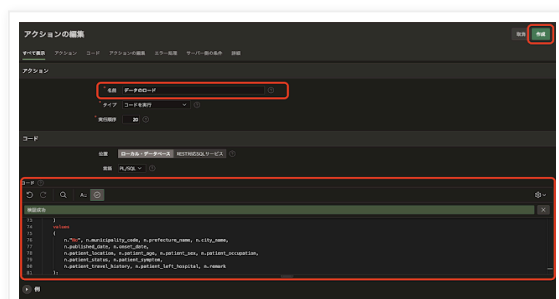 アクションの編集
取消 作成
すべて表示 アクション コード アクションの編集 エラー処理 サーバー側の条件 詳細
アクション
* 名前 データのロード
* タイプ コードを実行
* 実行順序 20
コード
位置 ローカル・データベース REST対応SQLサービス
言語 PL/SQL
コード
検証成功
73 )
74 values
75 (
76 n."NO", n.municipality_code, n.prefecture_name, n.city_name,
77 n.published_date, n.onset_date,
78 n.patient_location, n.patient_age, n.patient_sex, n.patient_occupation,
79 n.patient_status, n.patient_symptom,
80 n.patient_travel_history, n.patient_left_hospital, n.remark
81 );
例